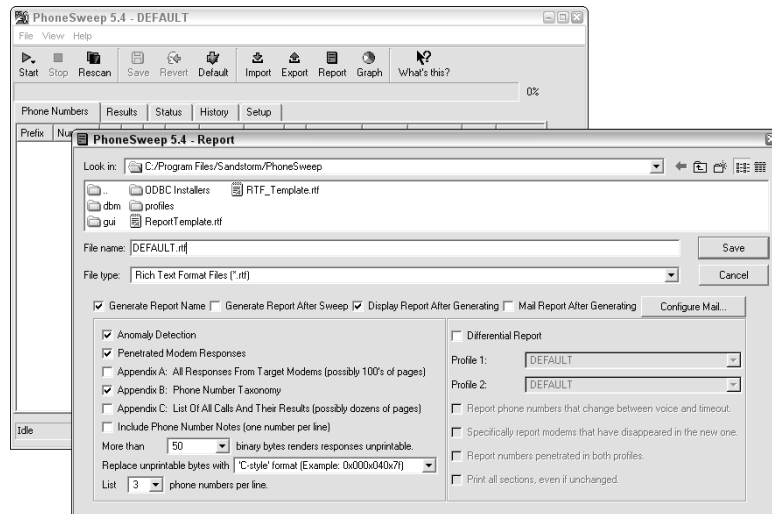 PhoneSweep 5.4 - DEFAULT
File View Help
Start Stop Rescan Save Revert Default Import Export Report Graph What's this?
0%
Phone Numbers Results Status History Setup
Prefix
PhoneSweep 5.4 - Report
Look in: C:/Program Files/Sandstorm/PhoneSweep
.. ODBC Installers RTF_Template.rtf
dbm profiles
gui ReportTemplate.rtf
File name: DEFAULT.rtf Save
File type: Rich Text Format Files (*.rtf) Cancel
Generate Report Name Generate Report After Sweep Display Report After Generating Mail Report After Generating Configure Mail...
Anomaly Detection
Penetrated Modem Responses
Appendix A: All Responses From Target Modems (possibly 100's of pages)
Appendix B: Phone Number Taxonomy
Appendix C: List Of All Calls And Their Results (possibly dozens of pages)
Include Phone Number Notes (one number per line)
More than 50 binary bytes renders responses unprintable.
Replace unprintable bytes with 'C-style' format (Example: 0x000x040x7f)
List 3 phone numbers per line.
Differential Report
Profile 1: DEFAULT
Profile 2: DEFAULT
Report phone numbers that change between voice and timeout.
Specifically report modems that have disappeared in the new one.
Report numbers penetrated in both profiles.
Print all sections, even if unchanged.
Idle